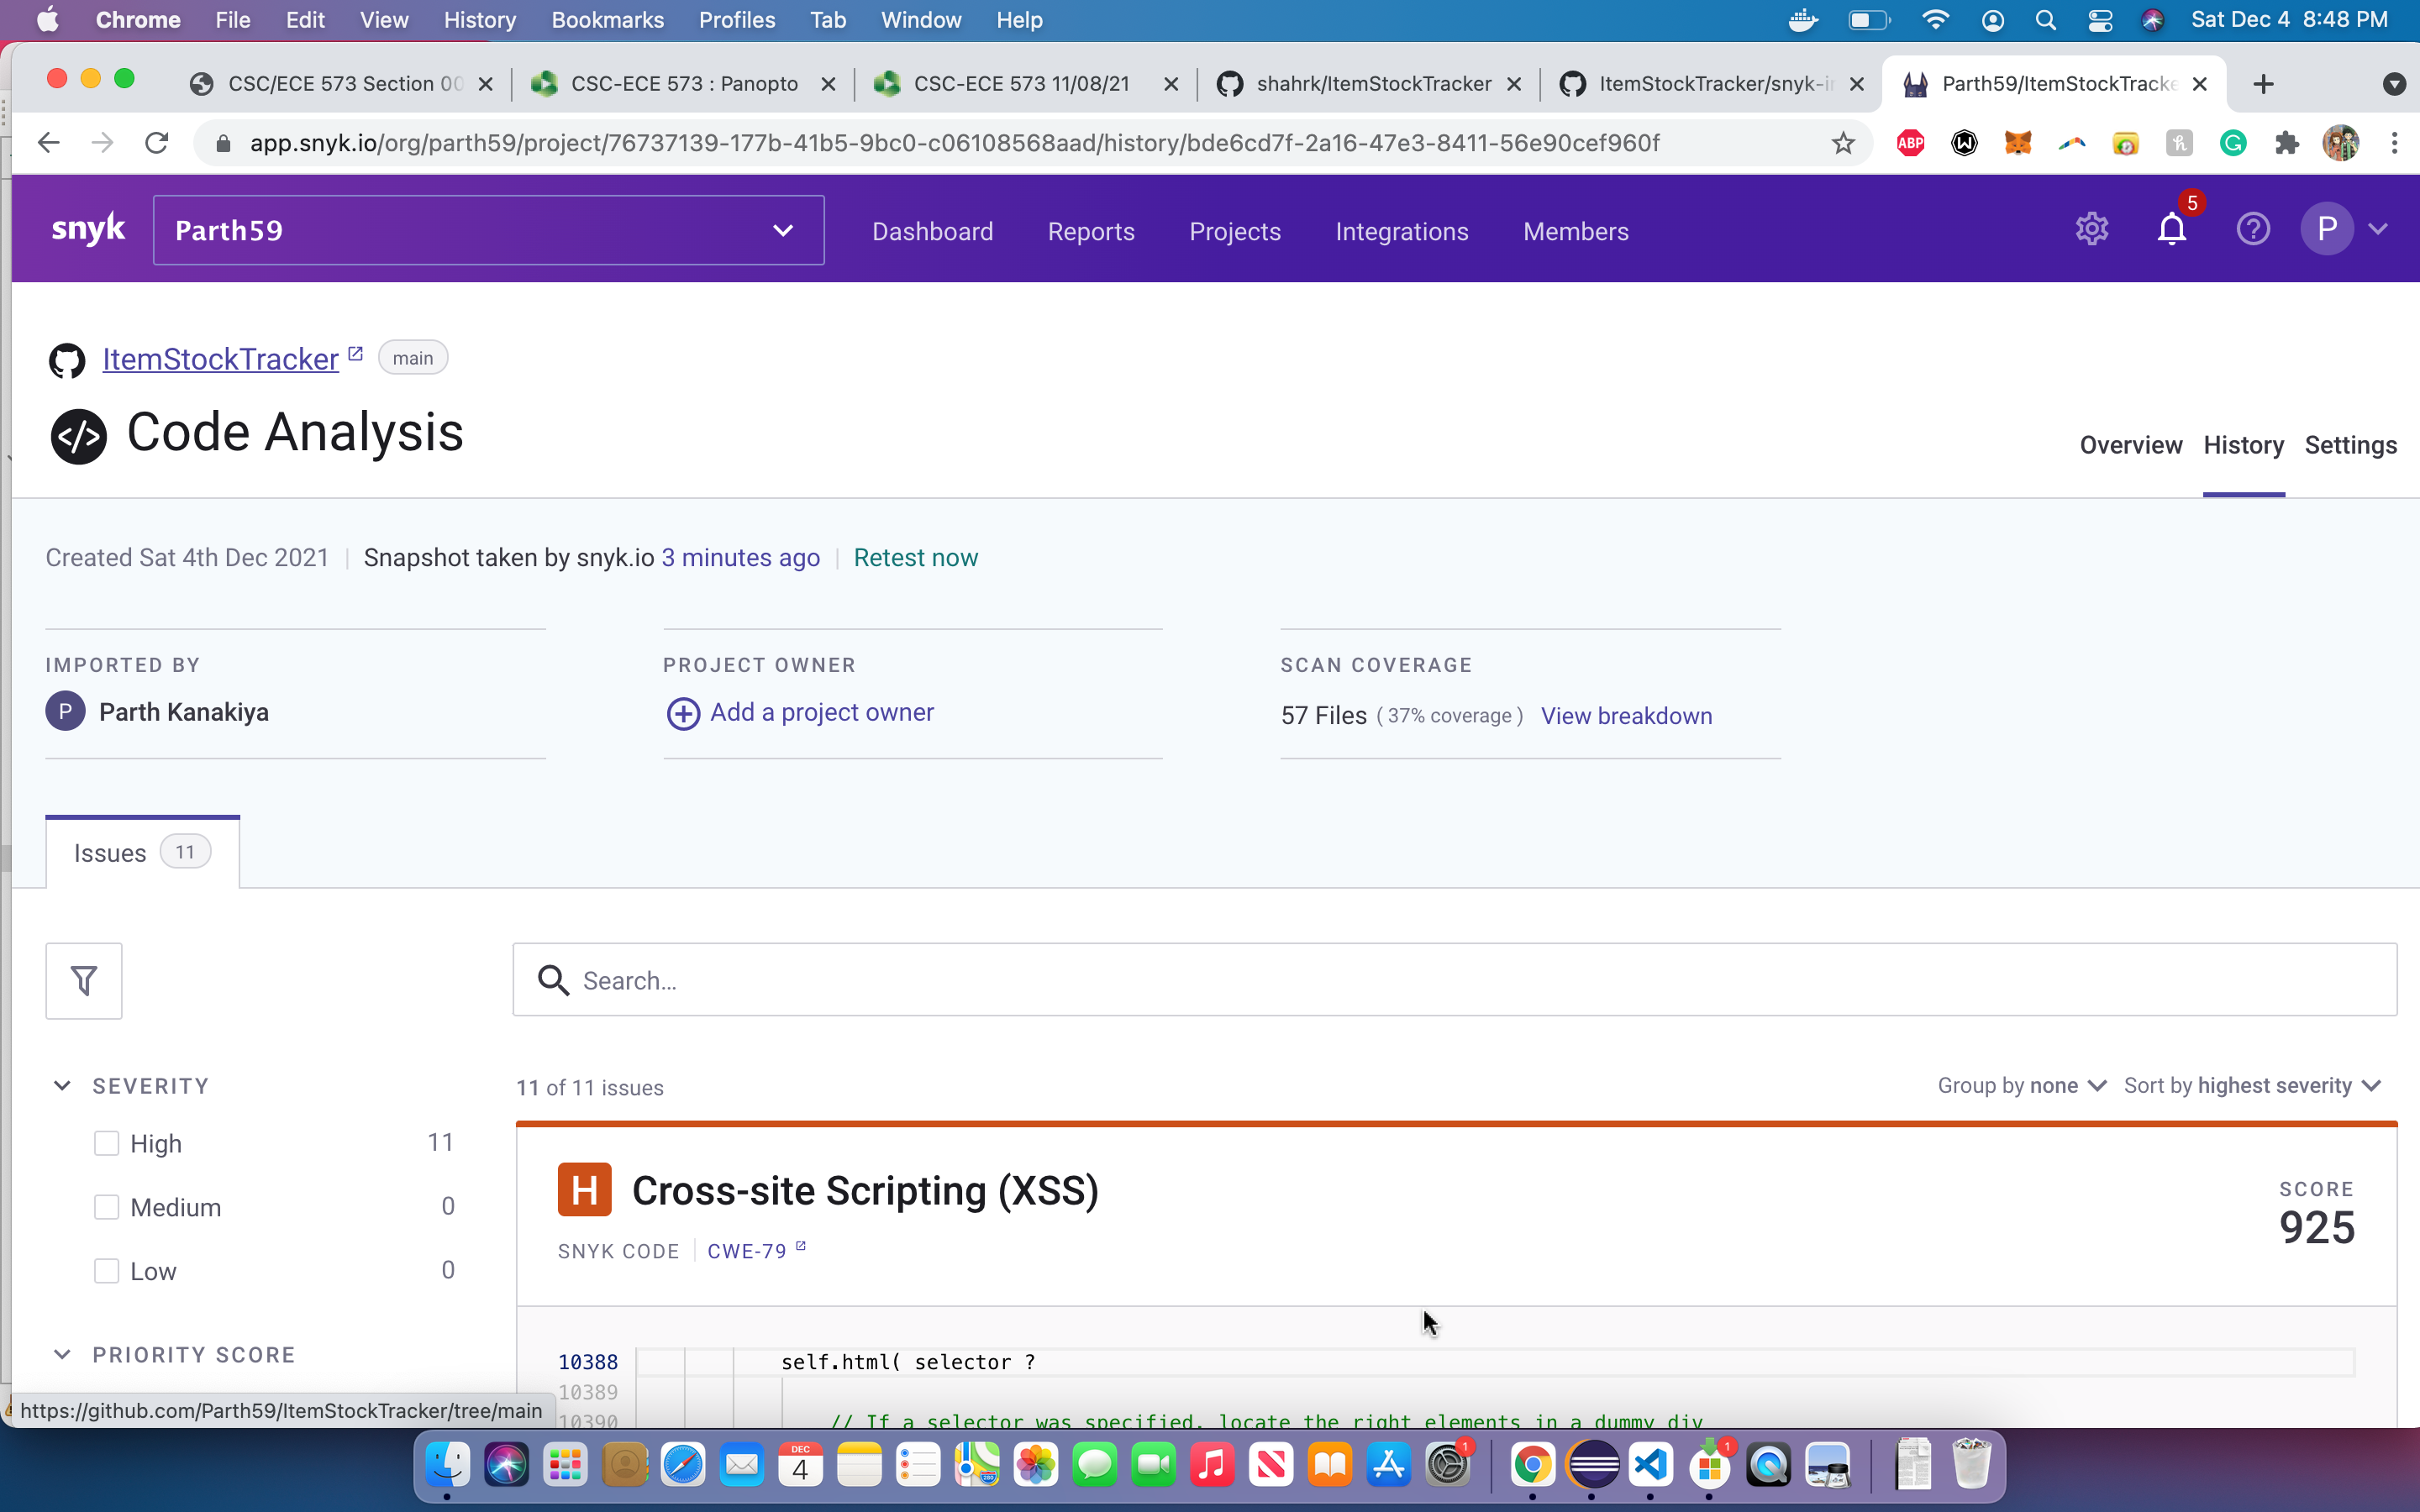 Chrome File Edit View History Bookmarks Profiles Tab Window Help Sat Dec 4 8:48 PM
CSC/ECE 573 Section 00 CSC-ECE 573 : Panopto CSC-ECE 573 11/08/21 shahrk/ItemStockTracker ItemStockTracker/snyk-i Parth59/ItemStockTracke
app.snyk.io/org/parth59/project/76737139-177b-41b5-9bc0-c06108568aad/history/bde6cd7f-2a16-47e3-8411-56e90cef960f ABP
snyk Parth59 Dashboard Reports Projects Integrations Members 5 P
ItemStockTracker main
Code Analysis
Overview History Settings
Created Sat 4th Dec 2021 Snapshot taken by snyk.io 3 minutes ago Retest now
IMPORTED BY PROJECT OWNER SCAN COVERAGE
P Parth Kanakiya Add a project owner 57 Files ( 37% coverage ) View breakdown
Issues 11
Search...
SEVERITY
High 11
Medium 0
Low 0
PRIORITY SCORE
11 of 11 issues Group by none Sort by highest severity
H Cross-site Scripting (XSS)
SNYK CODE CWE-79
SCORE
925
10388 self.html( selector ?
10389
10390 // If a selector was specified, locate the right elements in a dummy div
https://github.com/Parth59/ItemStockTracker/tree/main
DEC
4
280
1
1